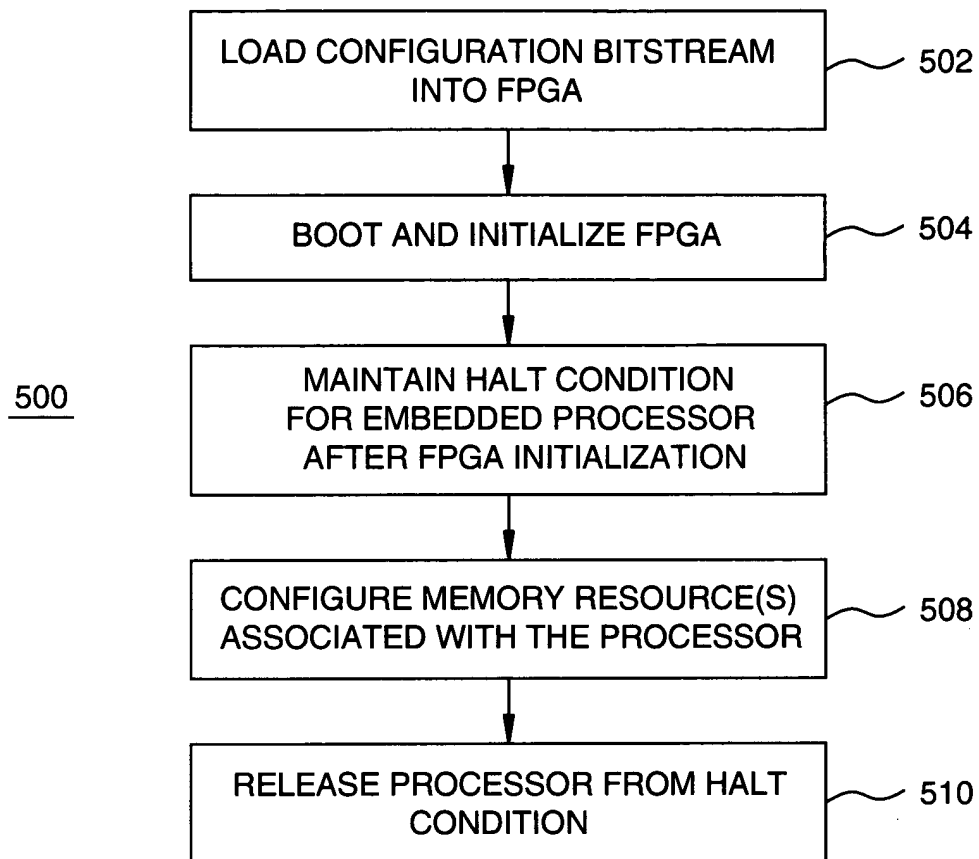 LOAD CONFIGURATION BITSTREAM
INTO FPGA
502
BOOT AND INITIALIZE FPGA
504
500
MAINTAIN HALT CONDITION
FOR EMBEDDED PROCESSOR
AFTER FPGA INITIALIZATION
506
CONFIGURE MEMORY RESOURCE(S)
ASSOCIATED WITH THE PROCESSOR
508
RELEASE PROCESSOR FROM HALT
CONDITION
510